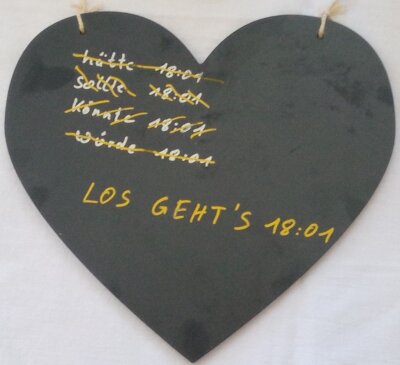 hätte 18:01
sollte 18:01
könnte 18:01
würde 18:01
LOS GEHT'S 18:01